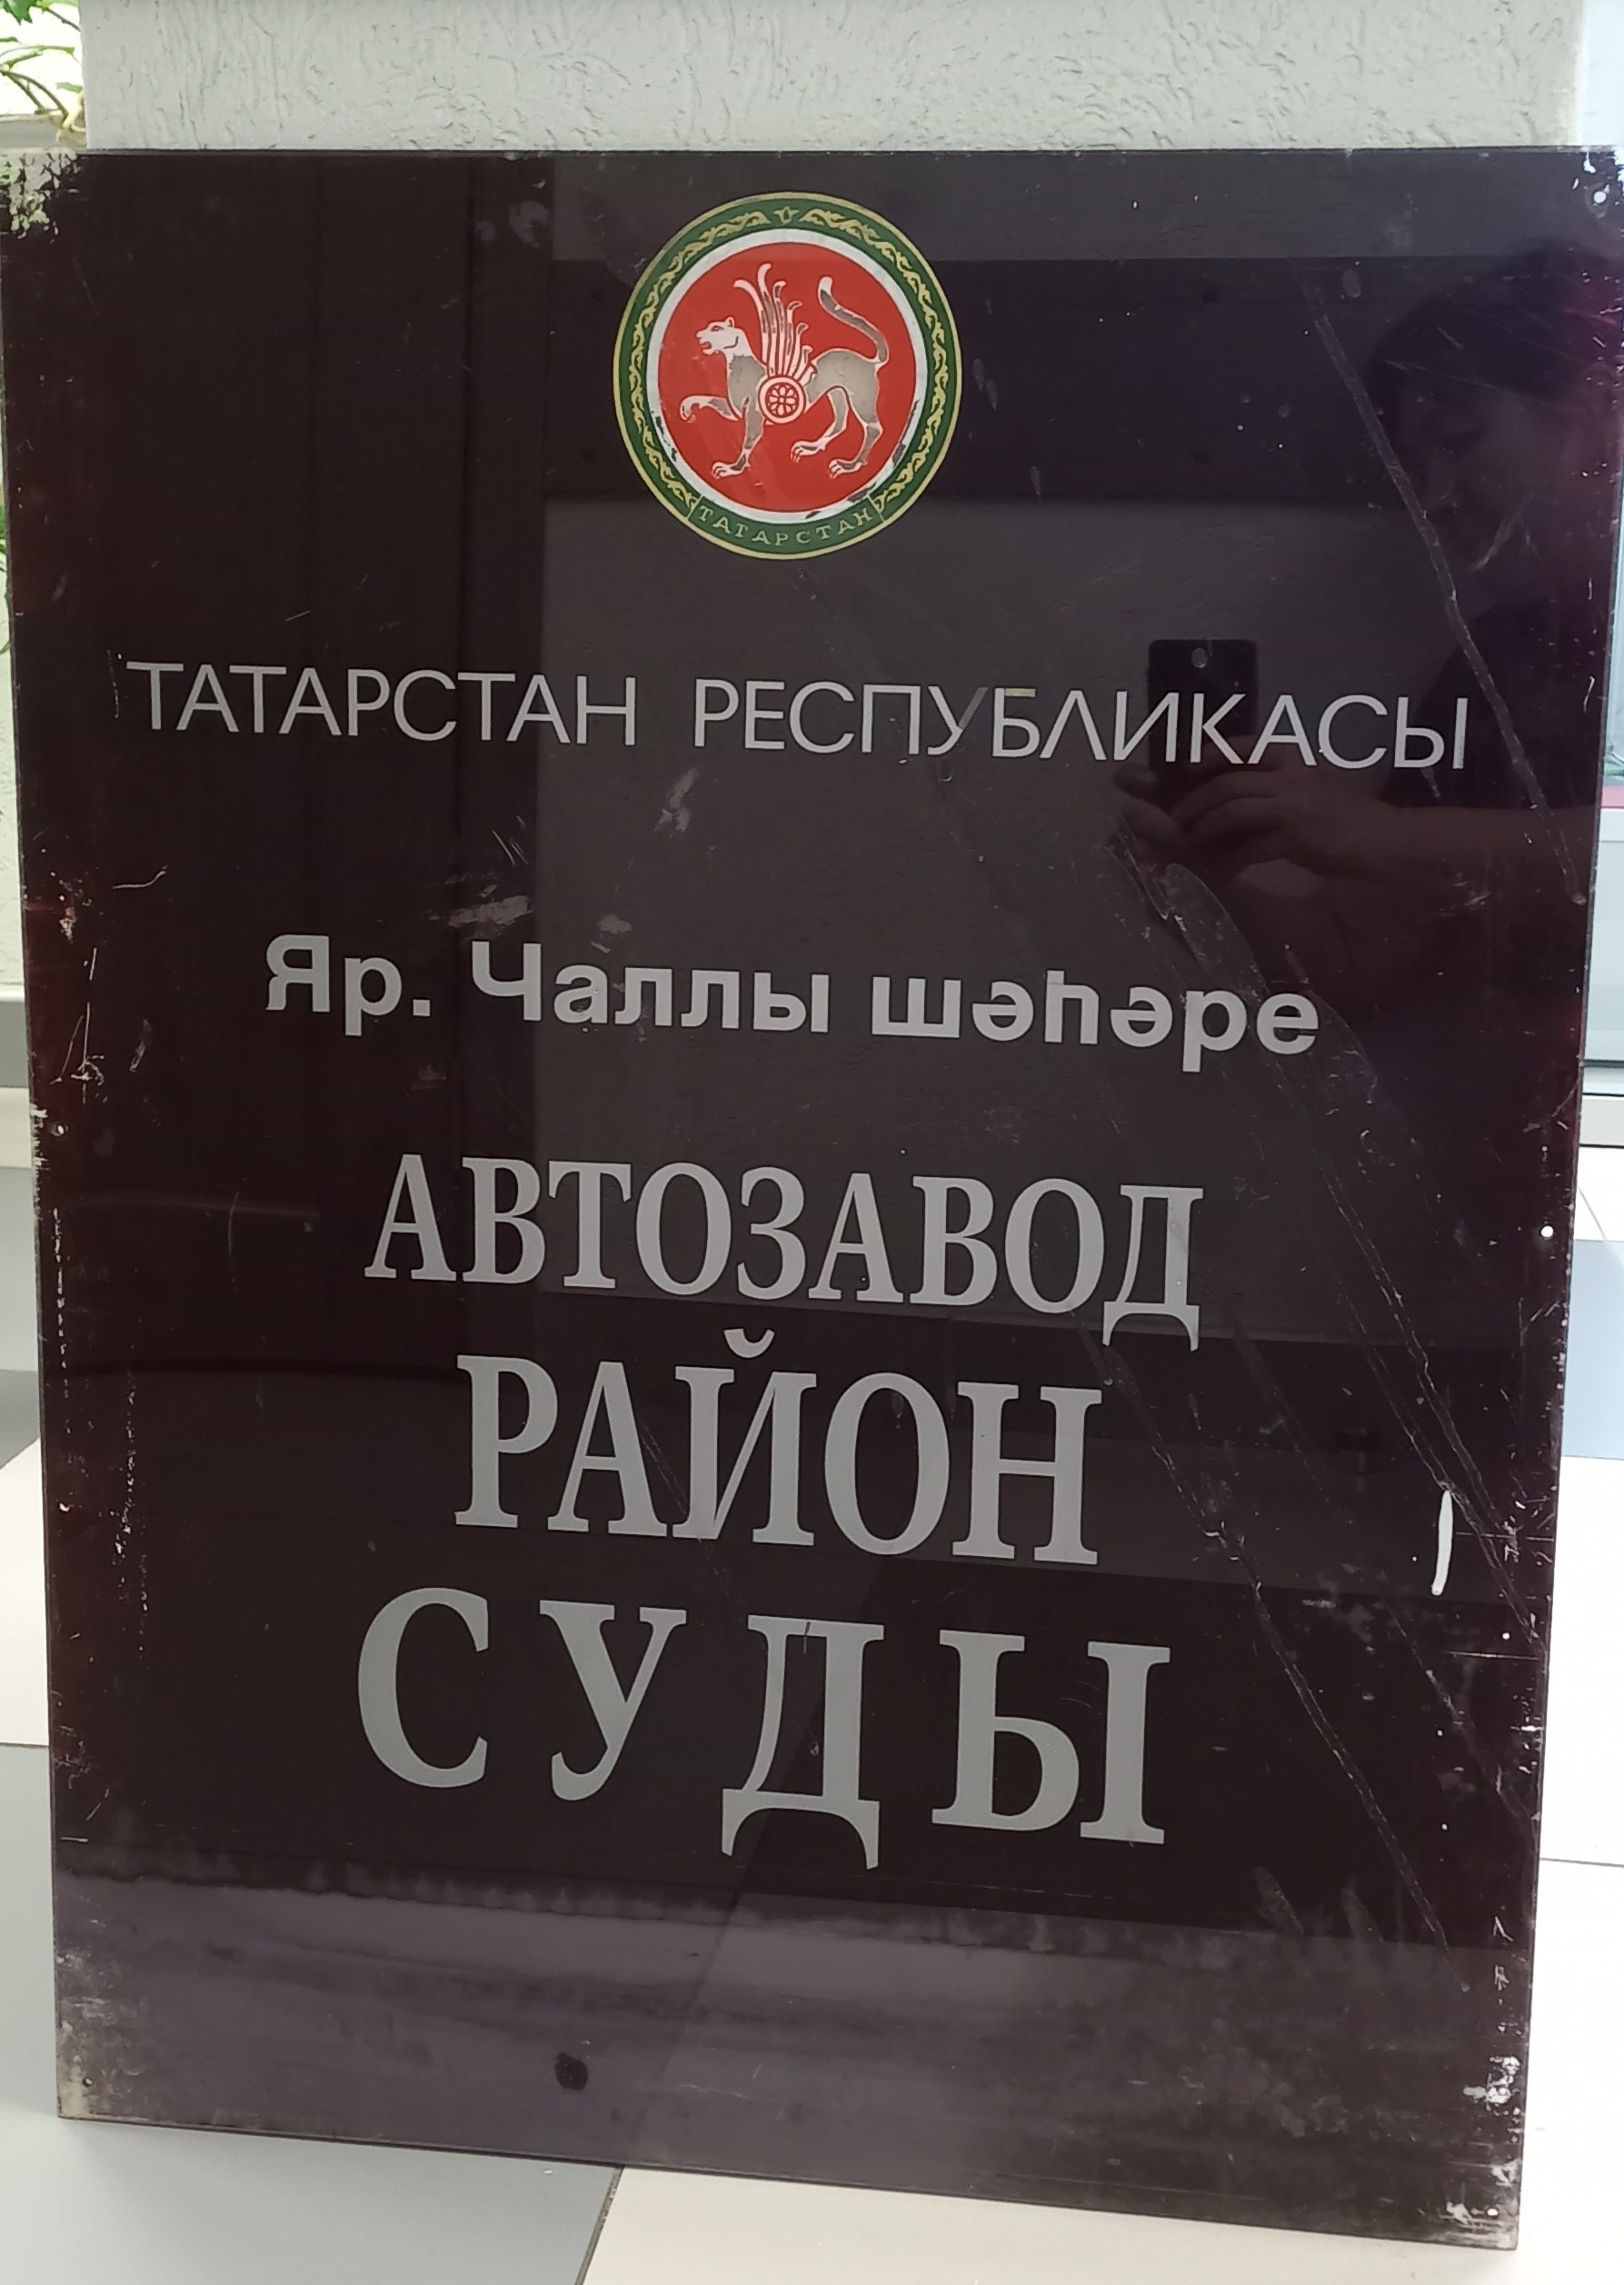 ТАТАРСТАН
ТАТАРСТАН РЕСПУБЛИКАСЫ
Яр. Чаллы шәһәре
АВТОЗАВОД
РАЙОН
СУДЫ